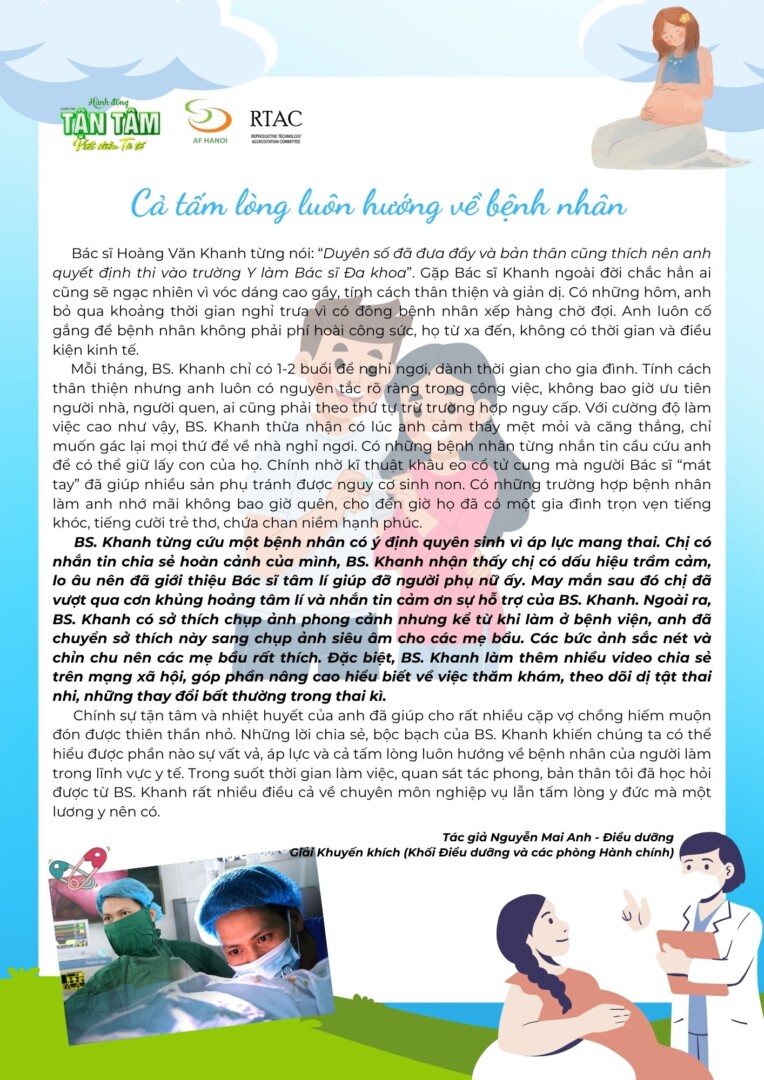 Hành động
TẬN TÂM
AF HANOI
RTAC
REPRODUCTIVE TECHNOLOGY
ACCREDITATION COMMITTEE
Cả tấm lòng luôn hướng về bệnh nhân
Bác sĩ Hoàng Văn Khanh từng nói: “Duyên số đã đưa đẩy và bản thân cũng thích nên anh
quyết định thi vào trường Y làm Bác sĩ Đa khoa”. Gặp Bác sĩ Khanh ngoài đời chắc hẳn ai
cũng sẽ ngạc nhiên vì vóc dáng cao gầy, tính cách thân thiện và giản dị. Có những hôm, anh
bỏ qua khoảng thời gian nghỉ trưa vì có đông bệnh nhân xếp hàng chờ đợi. Anh luôn cố
gắng để bệnh nhân không phải phí hoài công sức, họ từ xa đến, không có thời gian và điều
kiện kinh tế.
Mỗi tháng, BS. Khanh chỉ có 1-2 buổi để nghỉ ngơi, dành thời gian cho gia đình. Tính cách
thân thiện nhưng anh luôn có nguyên tắc rõ ràng trong công việc, không bao giờ ưu tiên
người nhà, người quen, ai cũng phải theo thứ tự trừ trường hợp nguy cấp. Với cường độ làm
việc cao như vậy, BS. Khanh thừa nhận có lúc anh cảm thấy mệt mỏi và căng thẳng, chỉ
muốn gác lại mọi thứ để về nhà nghỉ ngơi. Có những bệnh nhân từng nhắn tin cầu cứu anh
để có thể giữ lấy con của họ. Chính nhờ kĩ thuật khâu eo cổ tử cung mà người Bác sĩ “mát
tay” đã giúp nhiều sản phụ tránh được nguy cơ sinh non. Có những trường hợp bệnh nhân
làm anh nhớ mãi không bao giờ quên, cho đến giờ họ đã có một gia đình trọn vẹn tiếng
khóc, tiếng cười trẻ thơ, chứa chan niềm hạnh phúc.
BS. Khanh từng cứu một bệnh nhân có ý định quyên sinh vì áp lực mang thai. Chị có
nhắn tin chia sẻ hoàn cảnh của mình, BS. Khanh nhận thấy chị có dấu hiệu trầm cảm,
lo âu nên đã giới thiệu Bác sĩ tâm lí giúp đỡ người phụ nữ ấy. May mắn sau đó chị đã
vượt qua cơn khủng hoảng tâm lí và nhắn tin cảm ơn sự hỗ trợ của BS. Khanh. Ngoài ra,
BS. Khanh có sở thích chụp ảnh phong cảnh nhưng kể từ khi làm ở bệnh viện, anh đã
chuyển sở thích này sang chụp ảnh siêu âm cho các mẹ bầu. Các bức ảnh sắc nét và
chỉn chu nên các mẹ bầu rất thích. Đặc biệt, BS. Khanh làm thêm nhiều video chia sẻ
trên mạng xã hội, góp phần nâng cao hiểu biết về việc thăm khám, theo dõi dị tật thai
nhi, những thay đổi bất thường trong thai kì.
Chính sự tận tâm và nhiệt huyết của anh đã giúp cho rất nhiều cặp vợ chồng hiếm muộn
đón được thiên thần nhỏ. Những lời chia sẻ, bộc bạch của BS. Khanh khiến chúng ta có thể
hiểu được phần nào sự vất vả, áp lực và cả tấm lòng luôn hướng về bệnh nhân của người làm
trong lĩnh vực y tế. Trong suốt thời gian làm việc, quan sát tác phong, bản thân tôi đã học hỏi
được từ BS. Khanh rất nhiều điều cả về chuyên môn nghiệp vụ lẫn tấm lòng y đức mà một
lương y nên có.
Tác giả Nguyễn Mai Anh - Điều dưỡng
Giải Khuyến khích (Khối Điều dưỡng và các phòng Hành chính)